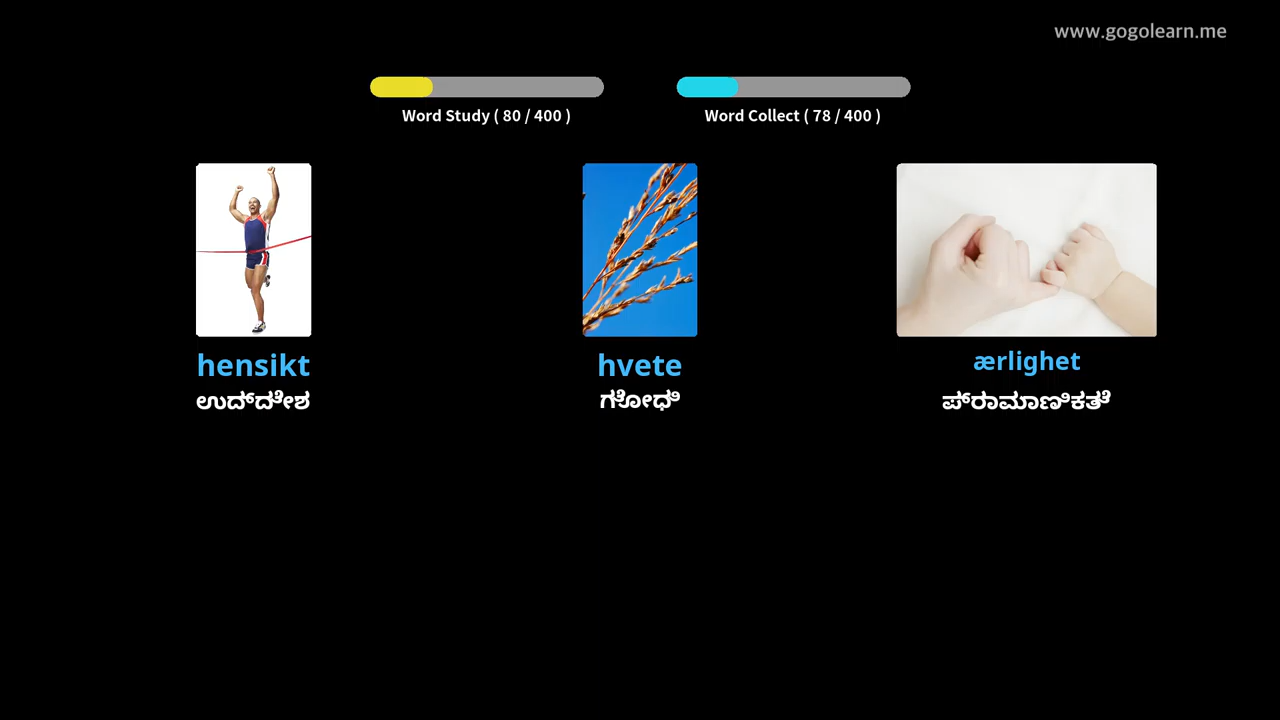 www.gogolearn.me
Word Study ( 80 / 400 )
Word Collect ( 78 / 400 )
hensikt
hvete
ærlighet
ಉದ್ದೇಶ
ಗೋಧಿ
ಪ್ರಾಮಾಣಿಕತೆ